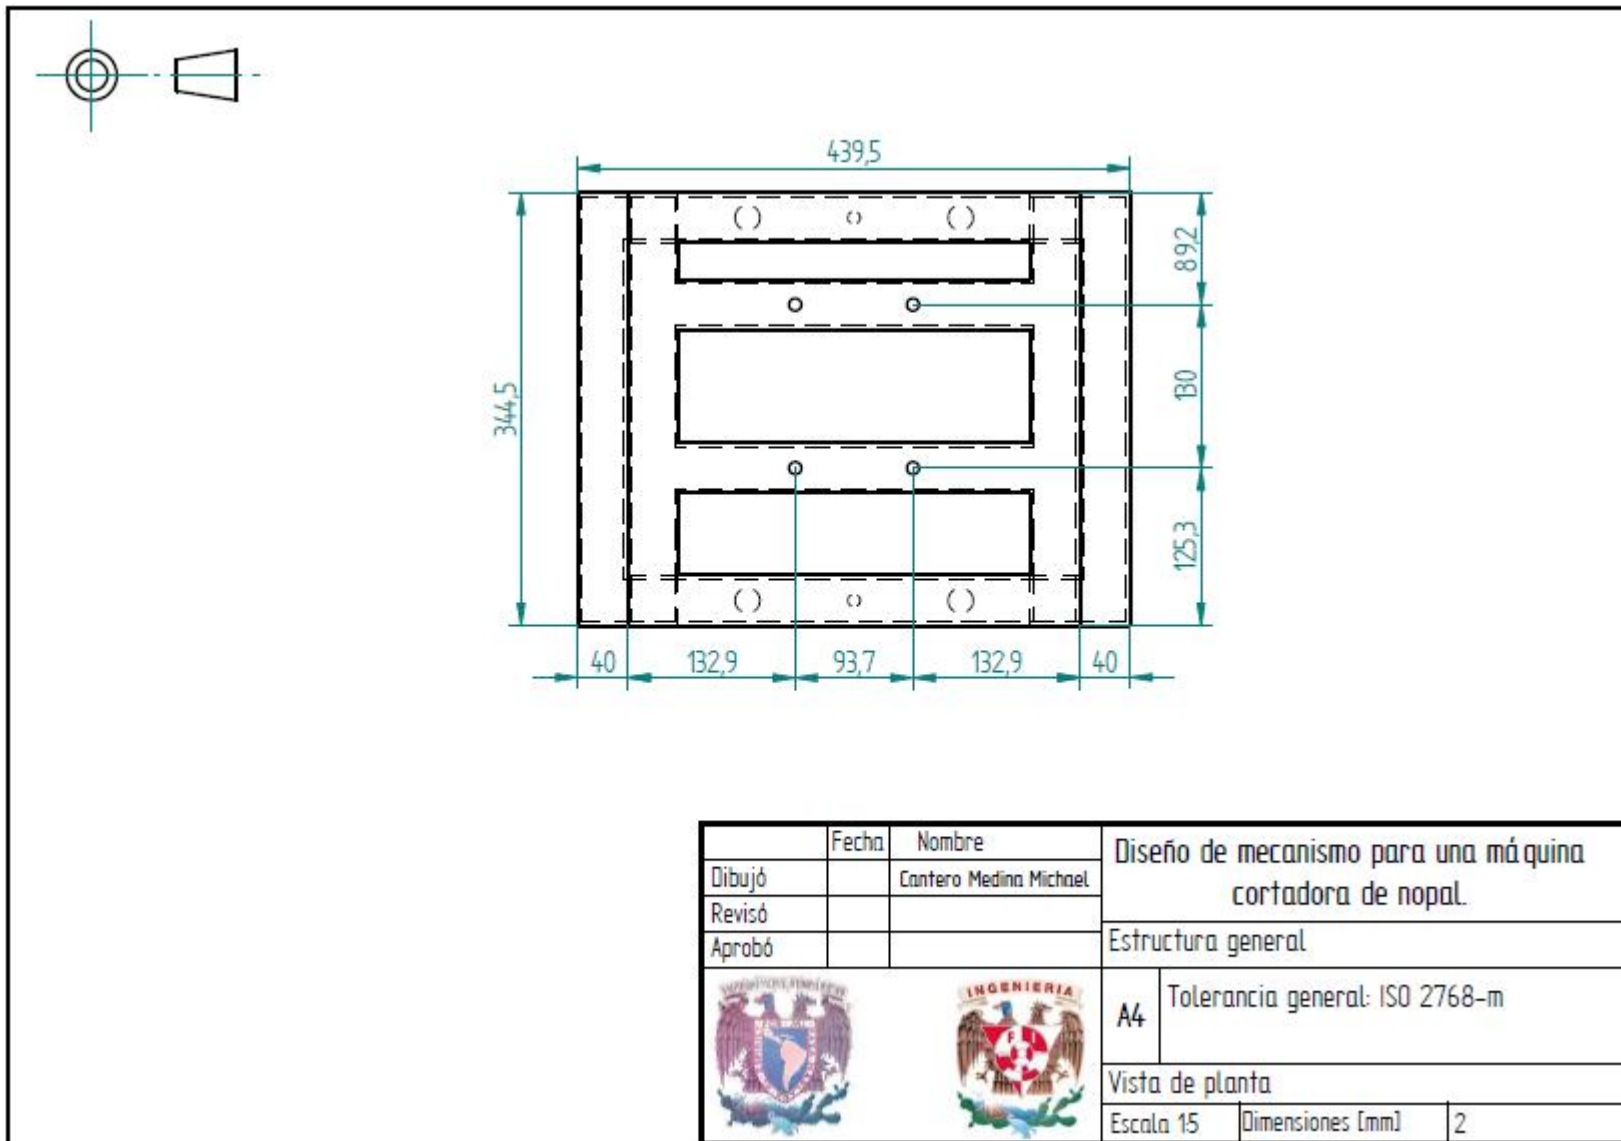 439,5
89,2
344,5
130
125,3
40
132,9
93,7
132,9
40
Fecha
Nombre
Dibujó
Cantero Medina Michael
Revisó
Aprobó
Diseño de mecanismo para una máquina
cortadora de nopal.
Estructura general
INGENIERIA
A4
Tolerancia general: ISO 2768-m
Vista de planta
Escala 1:5
Dimensiones [mm]
2